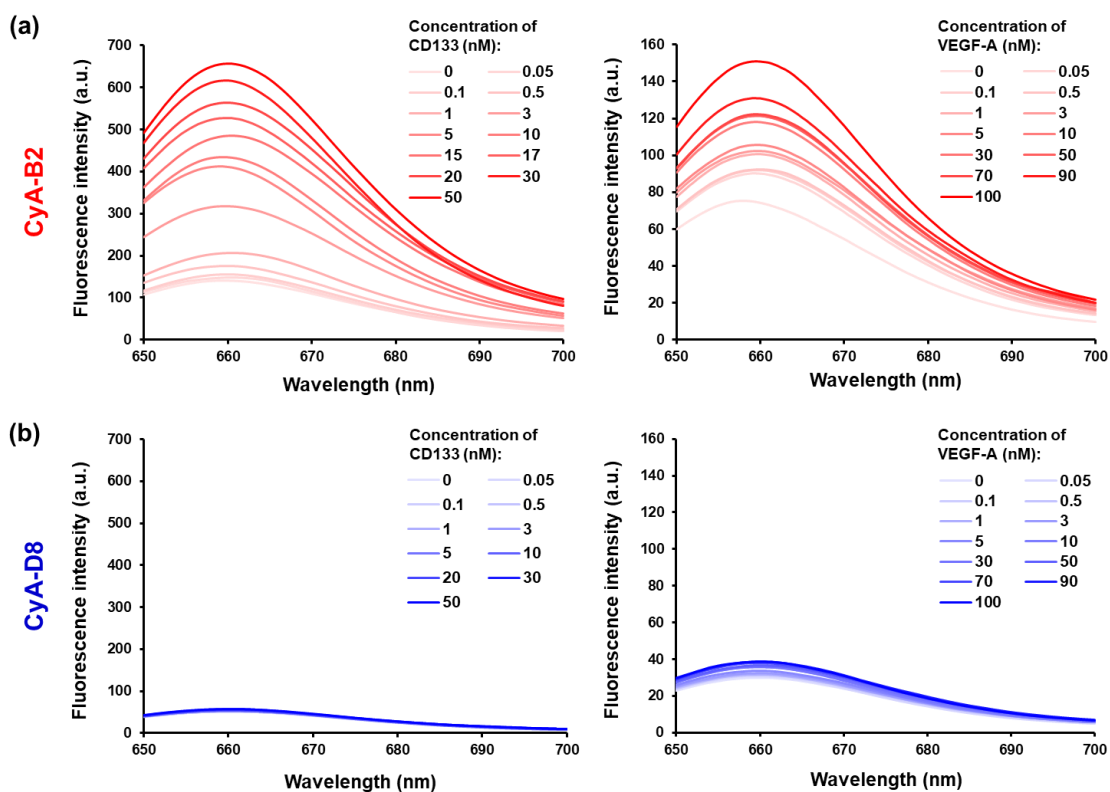 (a)
CyA-B2
Fluorescence intensity (a.u.)
700
600
500
400
300
200
100
0
650 660 670 680 690 700
Wavelength (nm)
Concentration of
CD133 (nM):
0 0.05
0.1 0.5
1 3
5 10
15 17
20 30
50
Fluorescence intensity (a.u.)
160
140
120
100
80
60
40
20
0
650 660 670 680 690 700
Wavelength (nm)
Concentration of
VEGF-A (nM):
0 0.05
0.1 0.5
1 3
5 10
30 50
70 90
100
(b)
CyA-D8
Fluorescence intensity (a.u.)
700
600
500
400
300
200
100
0
650 660 670 680 690 700
Wavelength (nm)
Concentration of
CD133 (nM):
0 0.05
0.1 0.5
1 3
5 10
20 30
50
Fluorescence intensity (a.u.)
160
140
120
100
80
60
40
20
0
650 660 670 680 690 700
Wavelength (nm)
Concentration of
VEGF-A (nM):
0 0.05
0.1 0.5
1 3
5 10
30 50
70 90
100